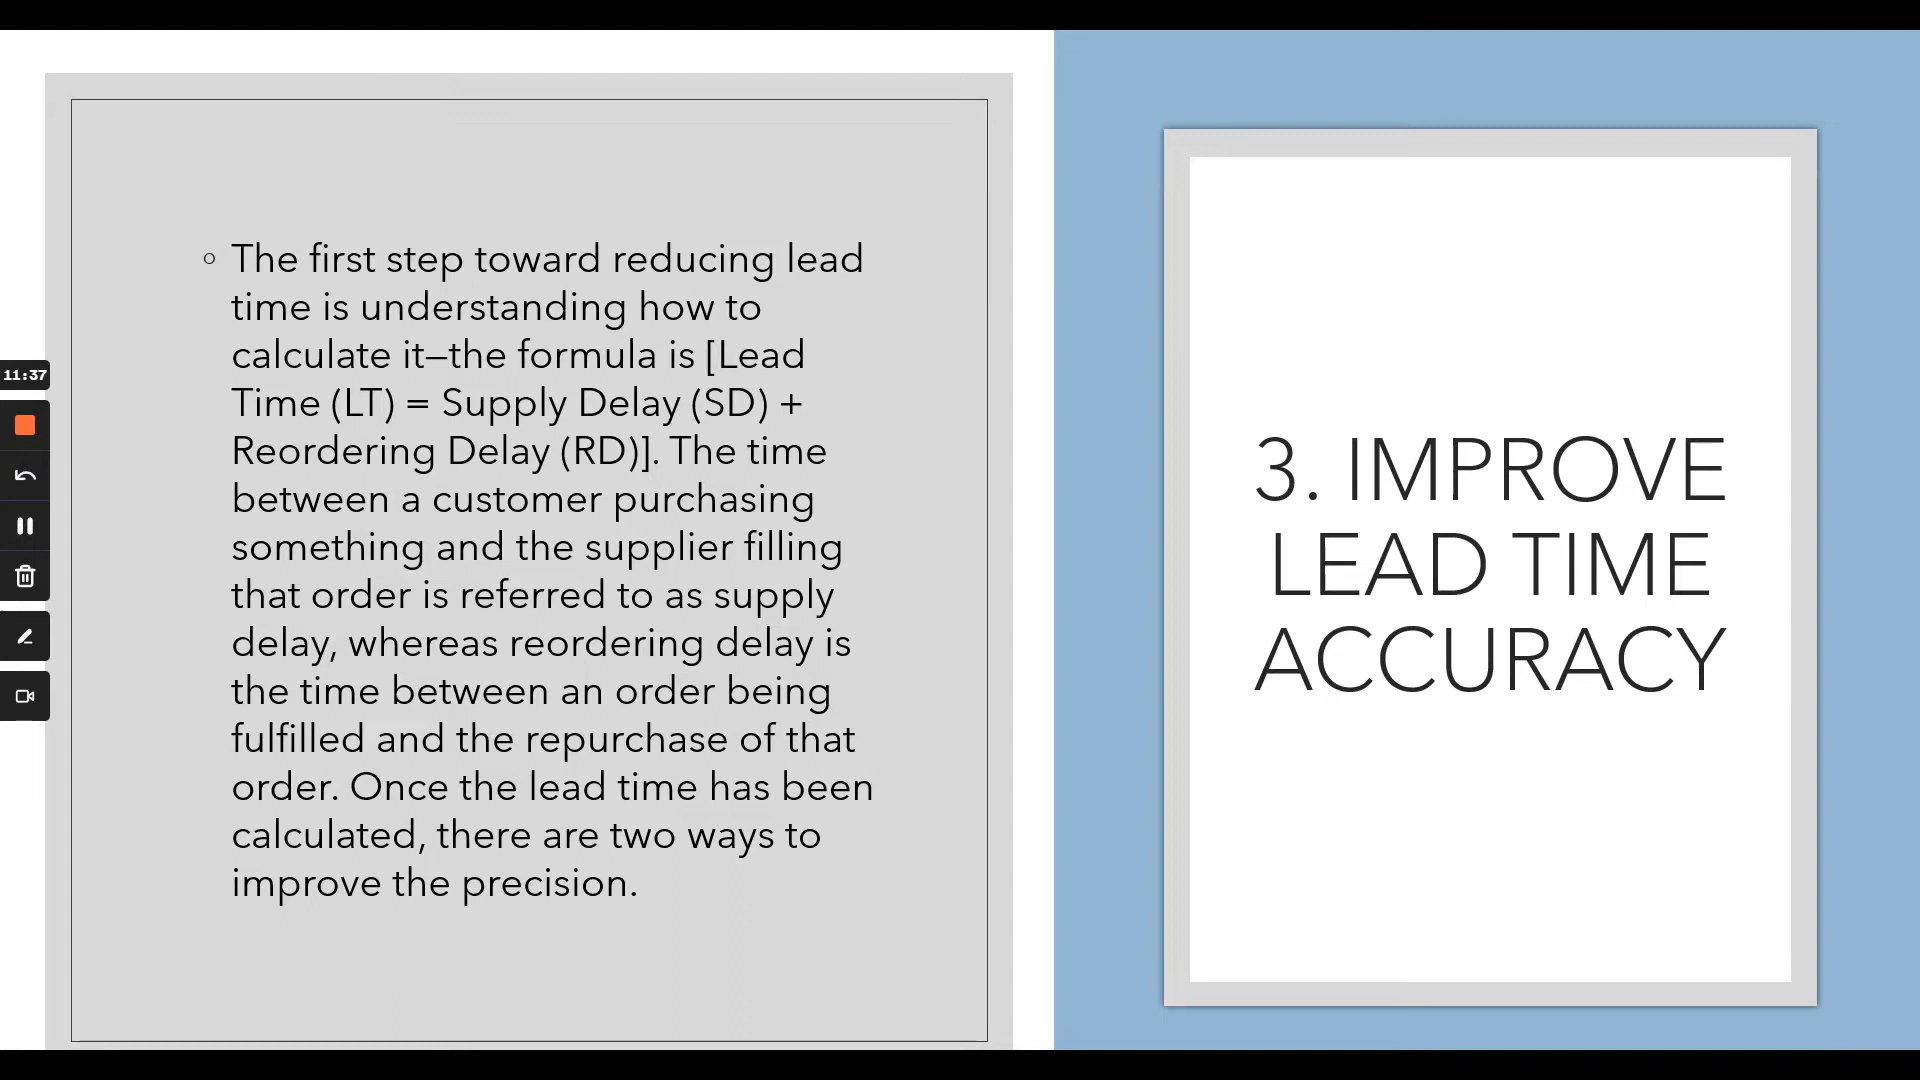 The first step toward reducing lead
time is understanding how to
calculate it—the formula is [Lead
Time (LT) = Supply Delay (SD) +
Reordering Delay (RD)]. The time
between a customer purchasing
something and the supplier filling
that order is referred to as supply
delay, whereas reordering delay is
the time between an order being
fulfilled and the repurchase of that
order. Once the lead time has been
calculated, there are two ways to
improve the precision.
11:37
3. IMPROVE
LEAD TIME
ACCURACY